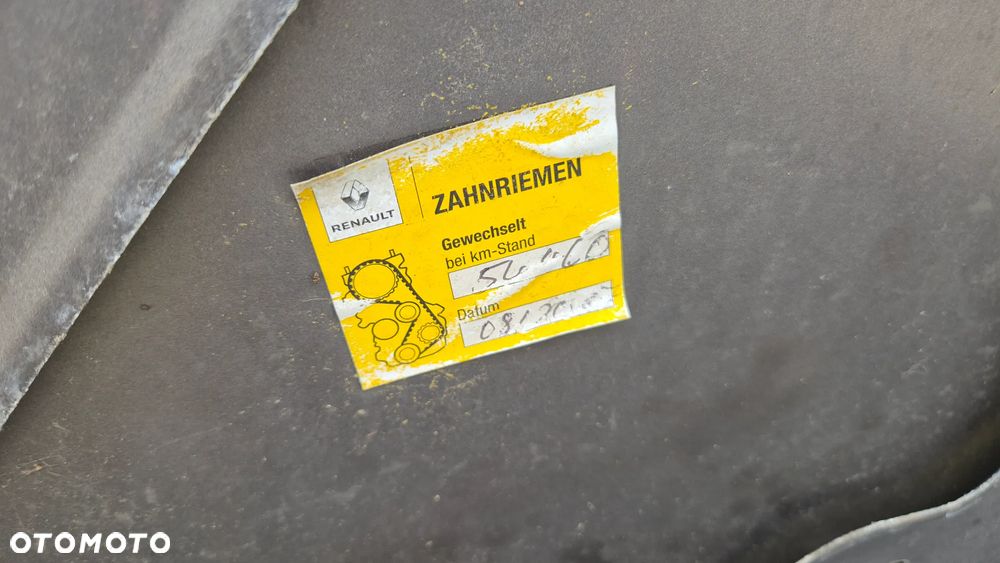 RENAULT
ZAHNRIEMEN
Gewechselt
bei km-Stand
Datum
OTOMOTO